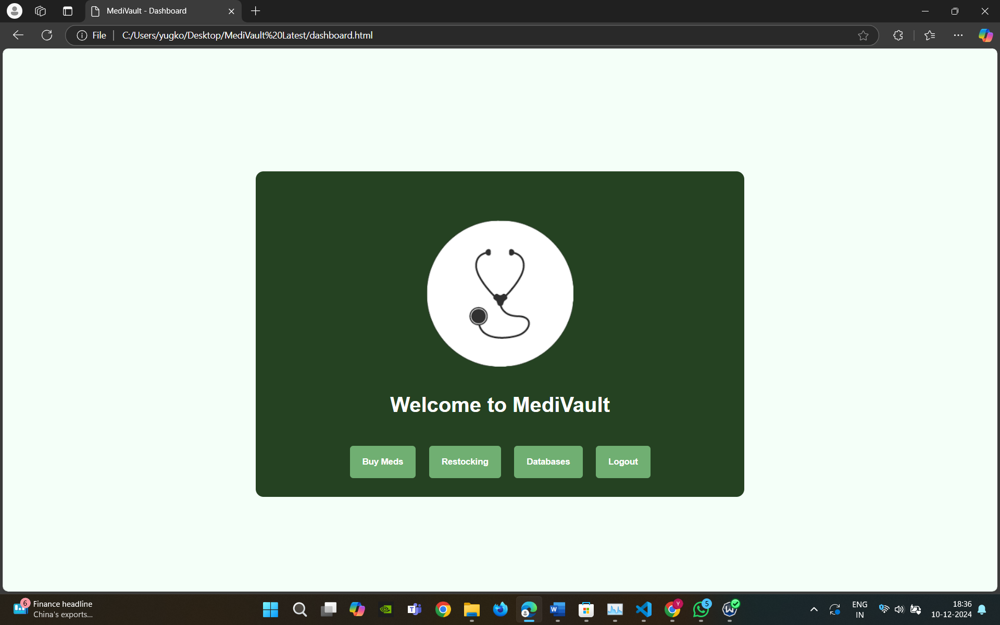 MediVault - Dashboard
File
C:/Users/yugko/Desktop/MediVault%20Latest/dashboard.html
Welcome to MediVault
Buy Meds
Restocking
Databases
Logout
6
Finance headline
China's exports...
W
Y
5
W
ENG
IN
18:36
10-12-2024